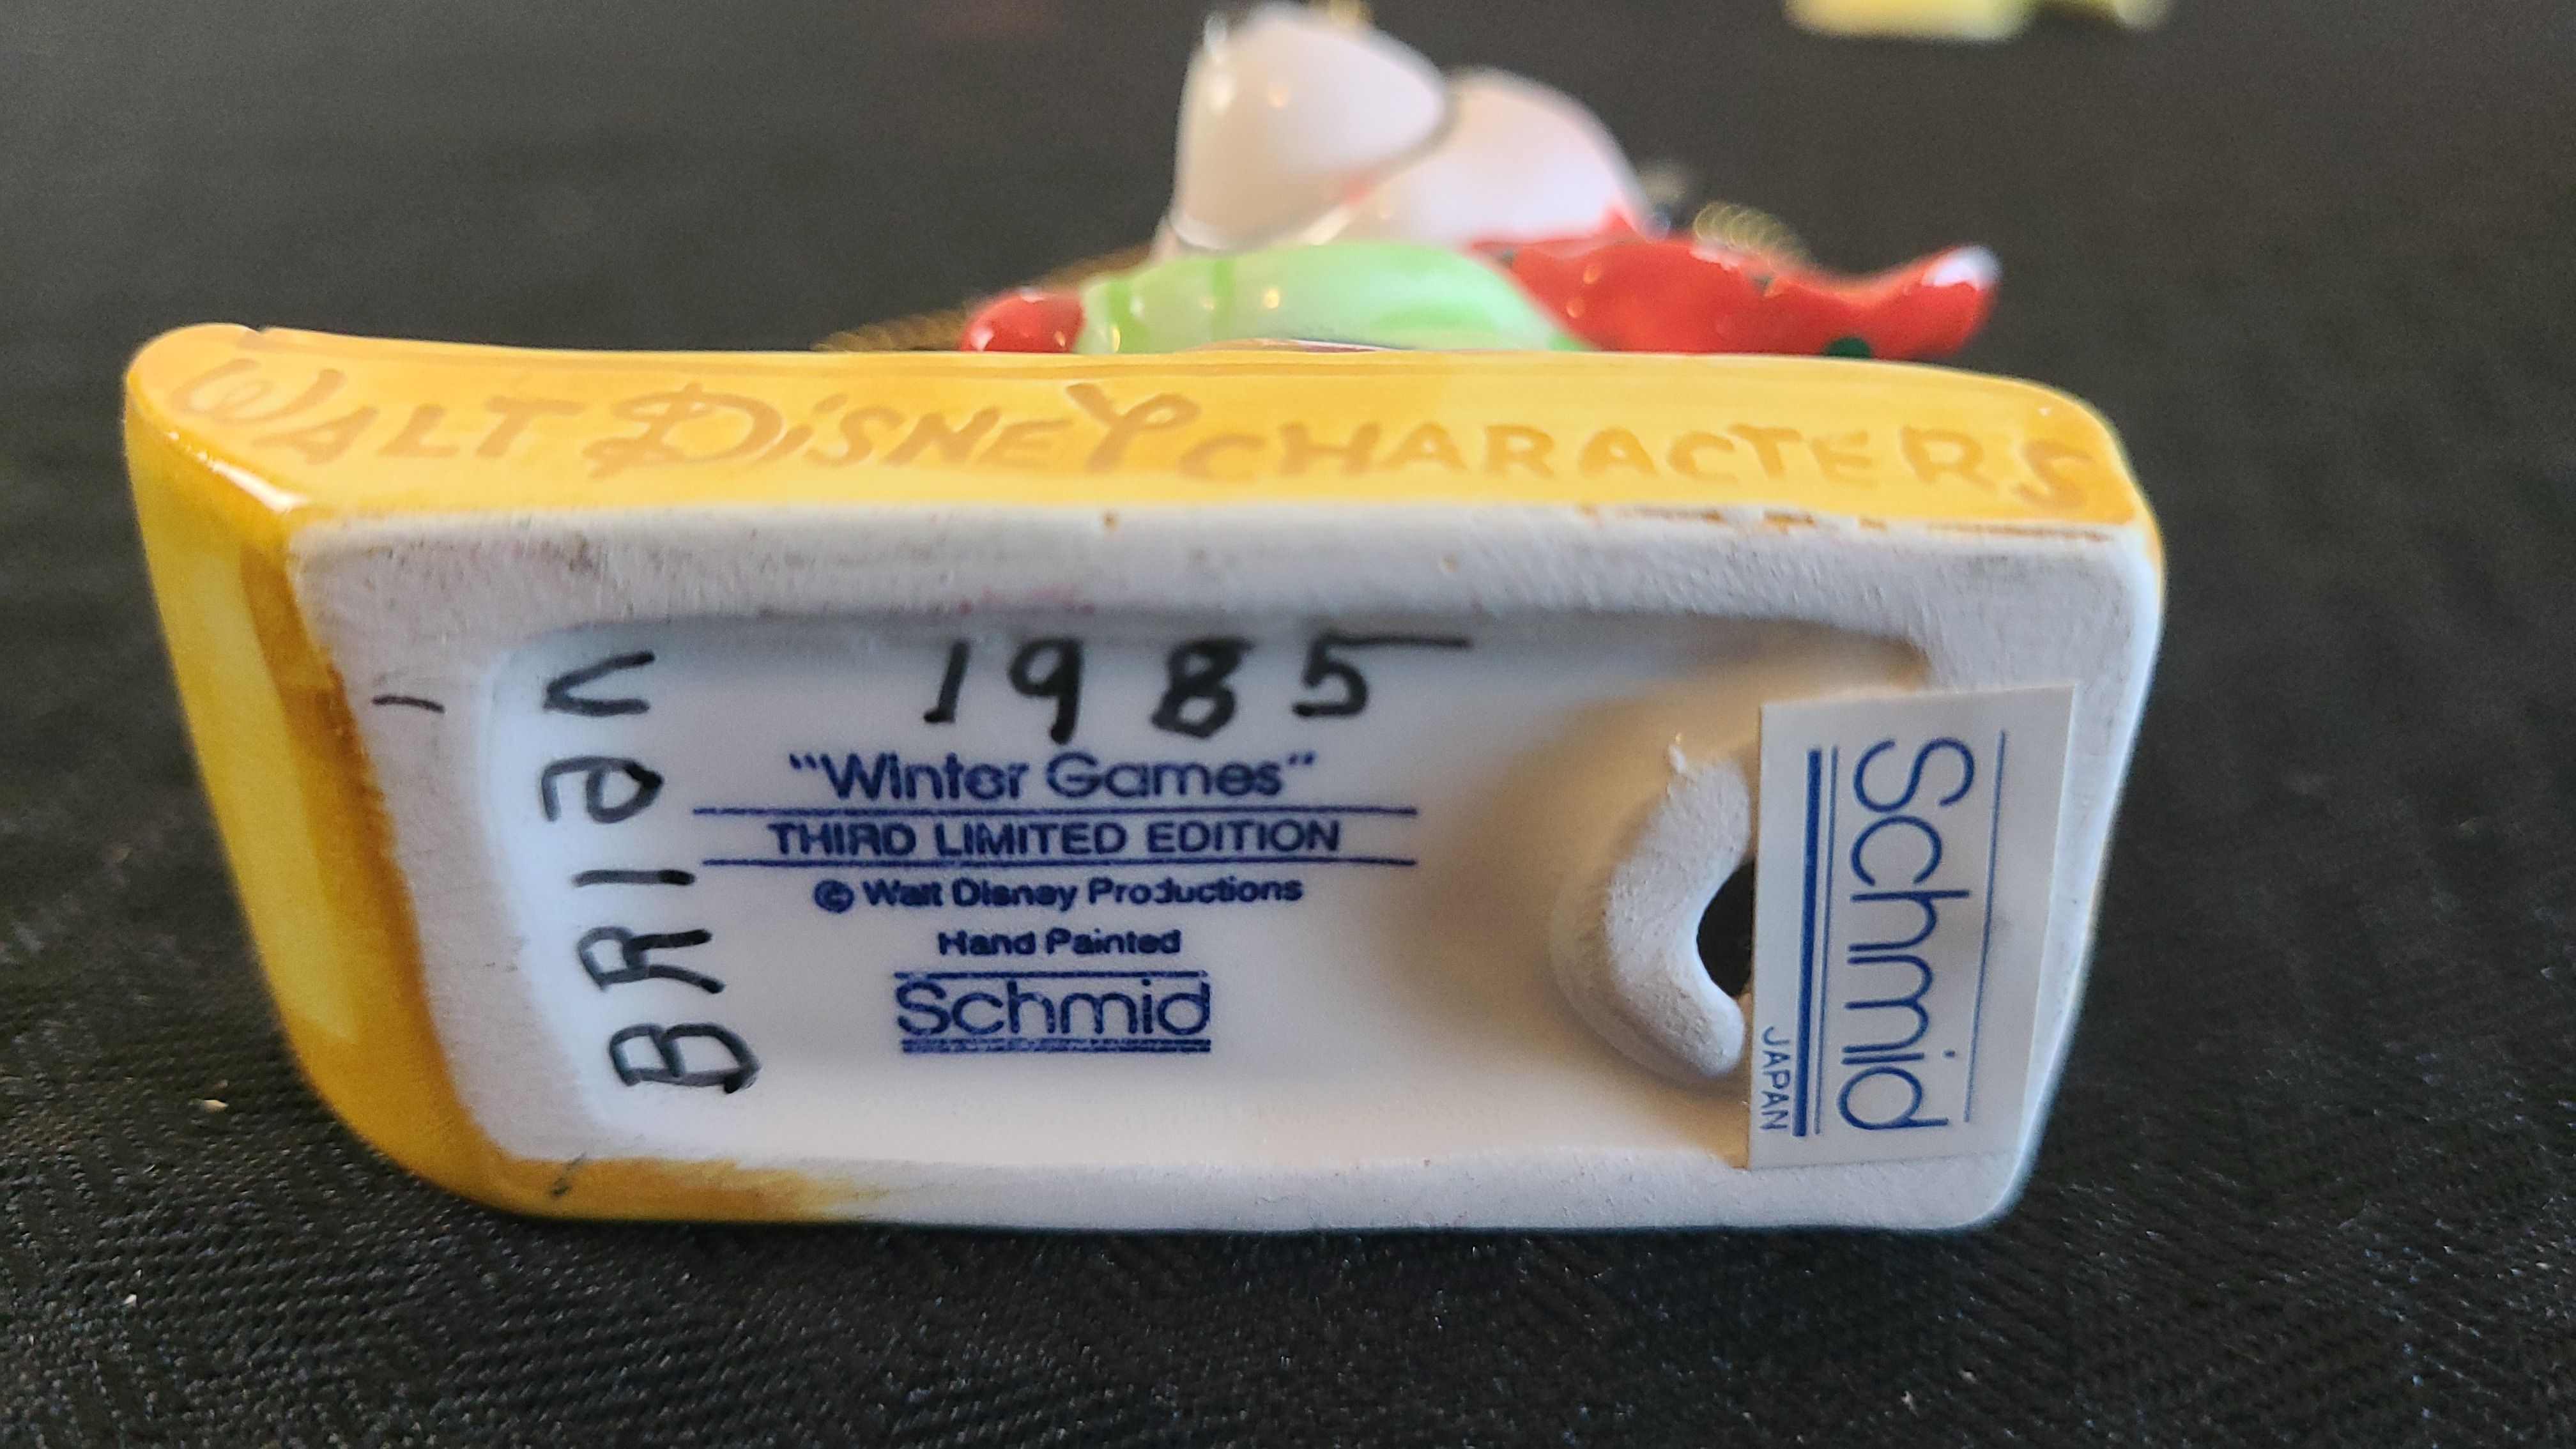 WALT DiSNEY CHARACTERS
1985
BRIan
"Winter Games"
THIRD LIMITED EDITION
© Walt Disney Productions
Hand Painted
Schmid
Schmid
JAPAN